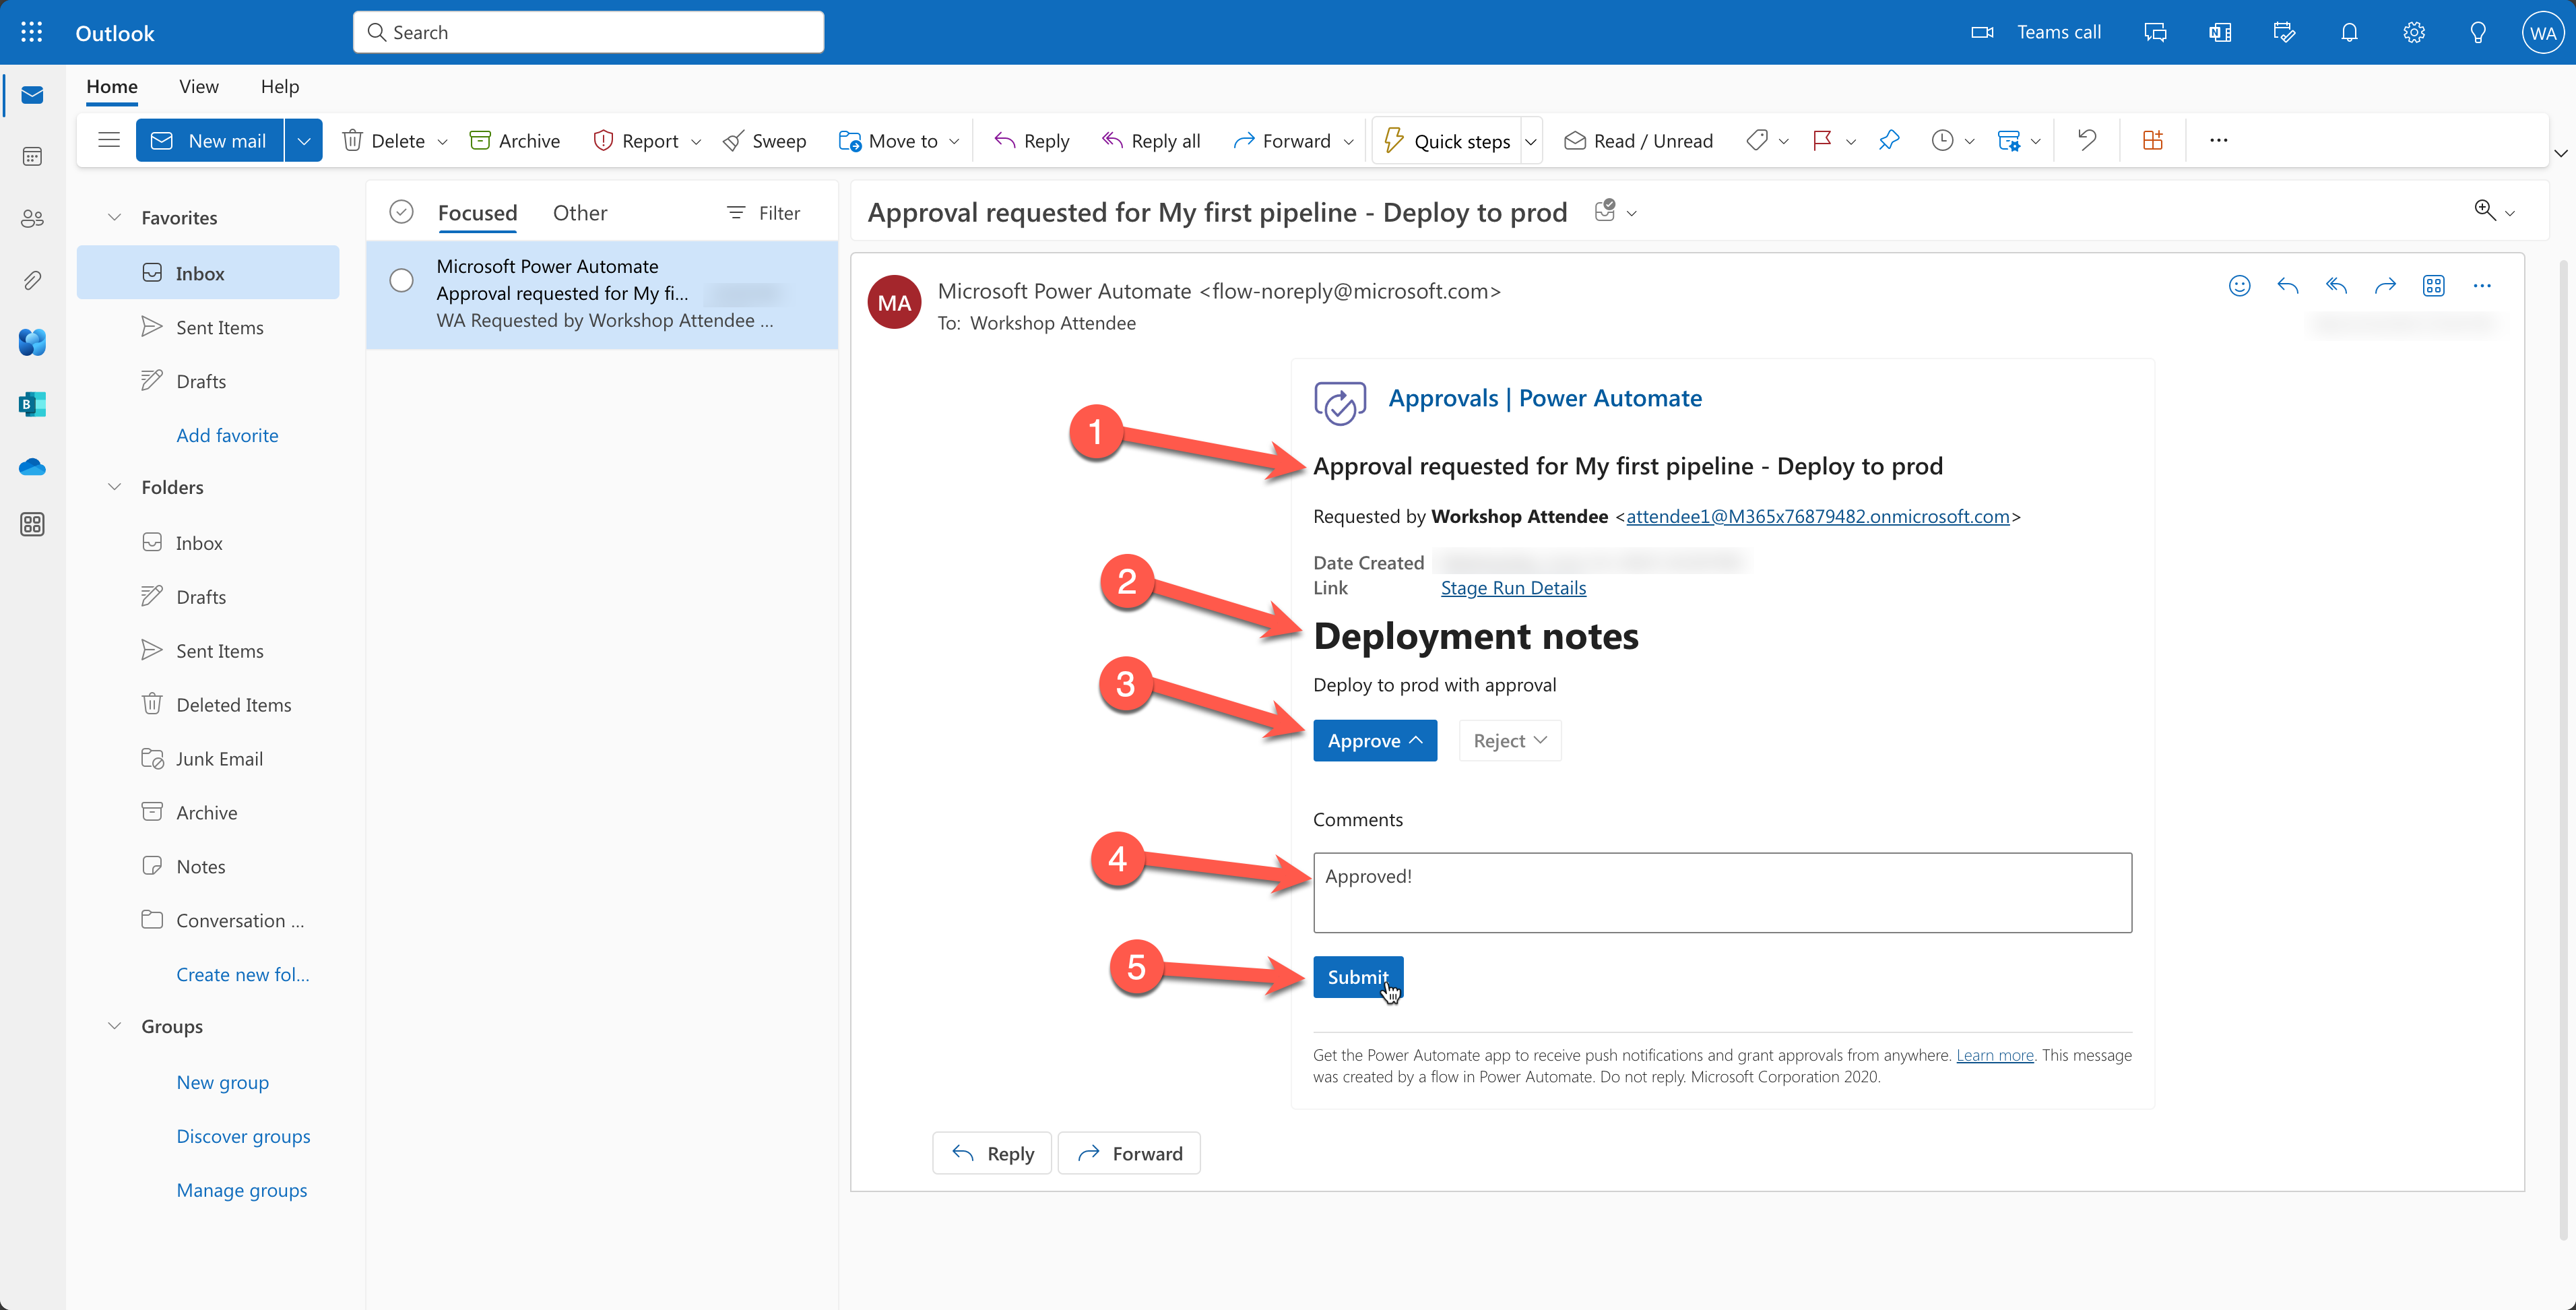 Outlook
Search
Teams call
WA
Home
View
Help
New mail
Delete
Archive
Report
Sweep
Move to
Reply
Reply all
Forward
Quick steps
Read / Unread
Favorites
Inbox
Sent Items
Drafts
Add favorite
Folders
Inbox
Drafts
Sent Items
Deleted Items
Junk Email
Archive
Notes
Conversation ...
Create new fol...
Groups
New group
Discover groups
Manage groups
Focused
Other
Filter
Microsoft Power Automate
Approval requested for My fi...
WA Requested by Workshop Attendee ...
Approval requested for My first pipeline - Deploy to prod
MA
Microsoft Power Automate <flow-noreply@microsoft.com>
To: Workshop Attendee
Approvals | Power Automate
1
Approval requested for My first pipeline - Deploy to prod
Requested by Workshop Attendee <attendee1@M365x76879482.onmicrosoft.com>
Date Created
Link Stage Run Details
2
Deployment notes
3
Deploy to prod with approval
Approve
Reject
Comments
4
Approved!
5
Submit
Get the Power Automate app to receive push notifications and grant approvals from anywhere. Learn more. This message
was created by a flow in Power Automate. Do not reply. Microsoft Corporation 2020.
Reply
Forward